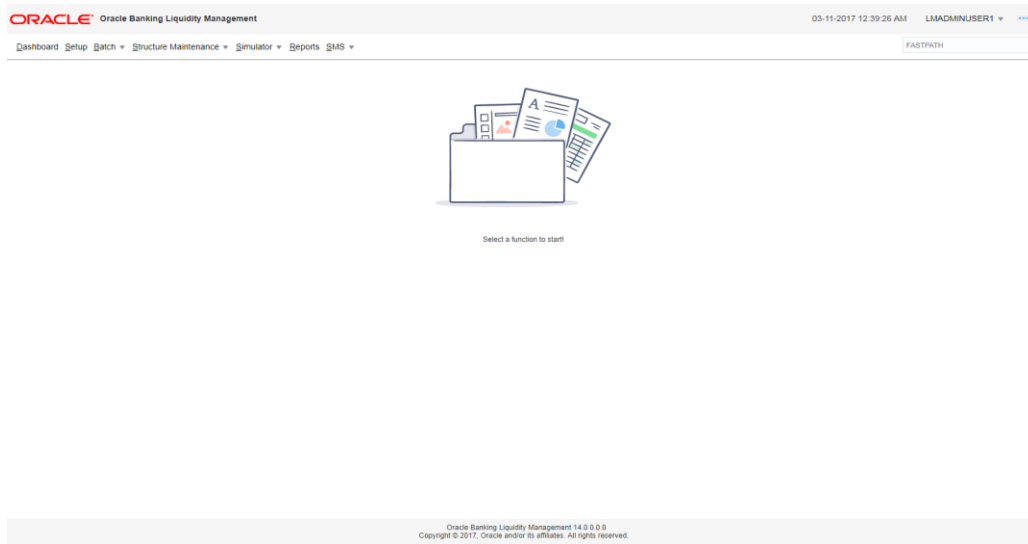 ORACLE® Oracle Banking Liquidity Management
03-11-2017 12:39:26 AM LMADMINUSER1
Dashboard Setup Batch Structure Maintenance Simulator Reports SMS
FASTPATH
A
Select a function to start!
Oracle Banking Liquidity Management 14.0.0.0.0
Copyright © 2017, Oracle and/or its affiliates. All rights reserved.